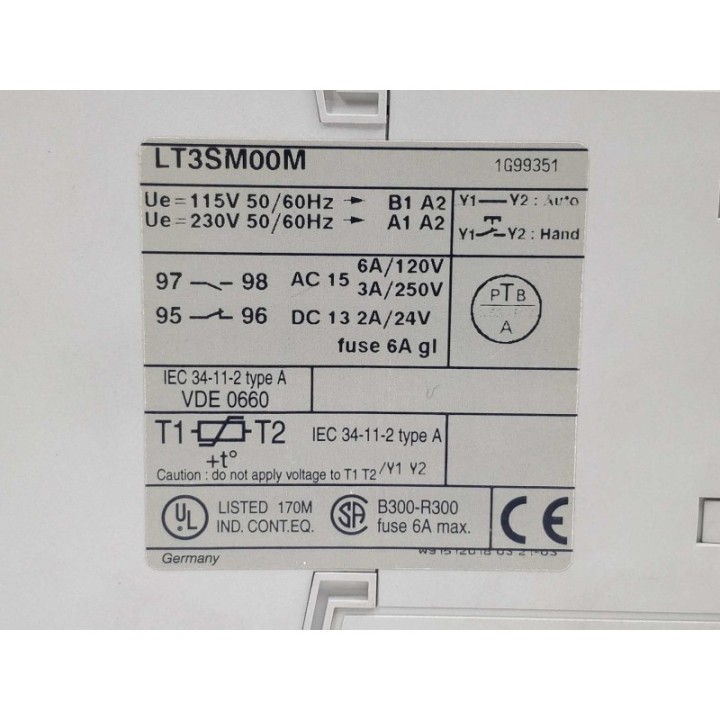 LT3SM00M 1G99351
Ue = 115V 50/60Hz → B1 A2
Ue = 230V 50/60Hz → A1 A2
Y1 Y2 : Auto
Y1 Y2 : Hand
97 98 AC 15 6A/120V
3A/250V
95 96 DC 13 2A/24V
fuse 6A gl
PTB
A
IEC 34-11-2 type A
VDE 0660
T1 T2 IEC 34-11-2 type A
+t°
Caution : do not apply voltage to T1 T2 /Y1 Y2
UL LISTED 170M
IND. CONT.EQ.
SA B300-R300
fuse 6A max.
CE
Germany